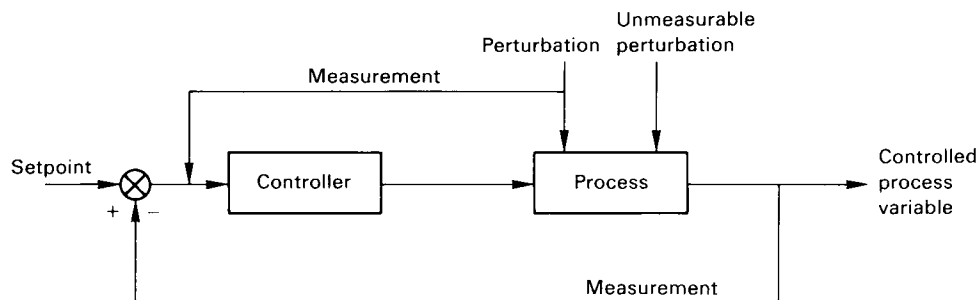 Unmeasurable
Perturbation perturbation
Measurement
Setpoint
Controller
Process
Controlled
process
variable
+ −
Measurement